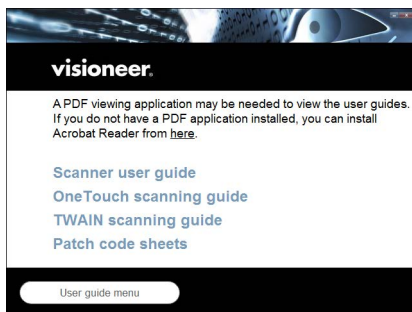 visioneer.
A PDF viewing application may be needed to view the user guides.
If you do not have a PDF application installed, you can install
Acrobat Reader from here.
Scanner user guide
OneTouch scanning guide
TWAIN scanning guide
Patch code sheets
User guide menu